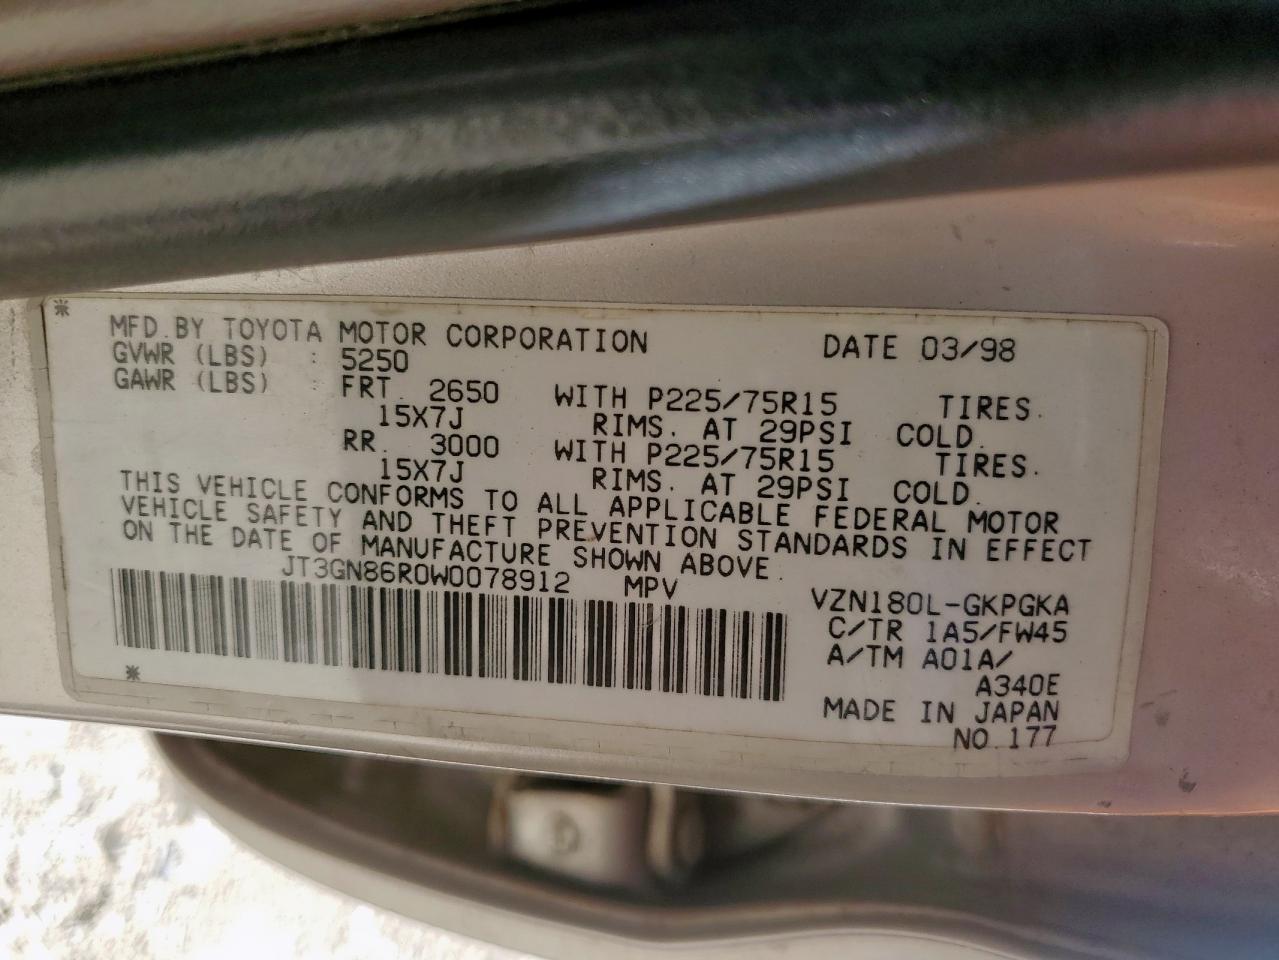 MFD. BY TOYOTA MOTOR CORPORATION DATE 03/98
GVWR (LBS) : 5250
GAWR (LBS) : FRT. 2650 WITH P225/75R15 TIRES.
15X7J RIMS. AT 29PSI COLD.
RR. 3000 WITH P225/75R15 TIRES.
15X7J RIMS. AT 29PSI COLD.
THIS VEHICLE CONFORMS TO ALL APPLICABLE FEDERAL MOTOR
VEHICLE SAFETY AND THEFT PREVENTION STANDARDS IN EFFECT
ON THE DATE OF MANUFACTURE SHOWN ABOVE.
JT3GN86R0W0078912 MPV
VZN180L-GKPGKA
C/TR 1A5/FW45
A/TM A01A/
A340E
MADE IN JAPAN
NO.177